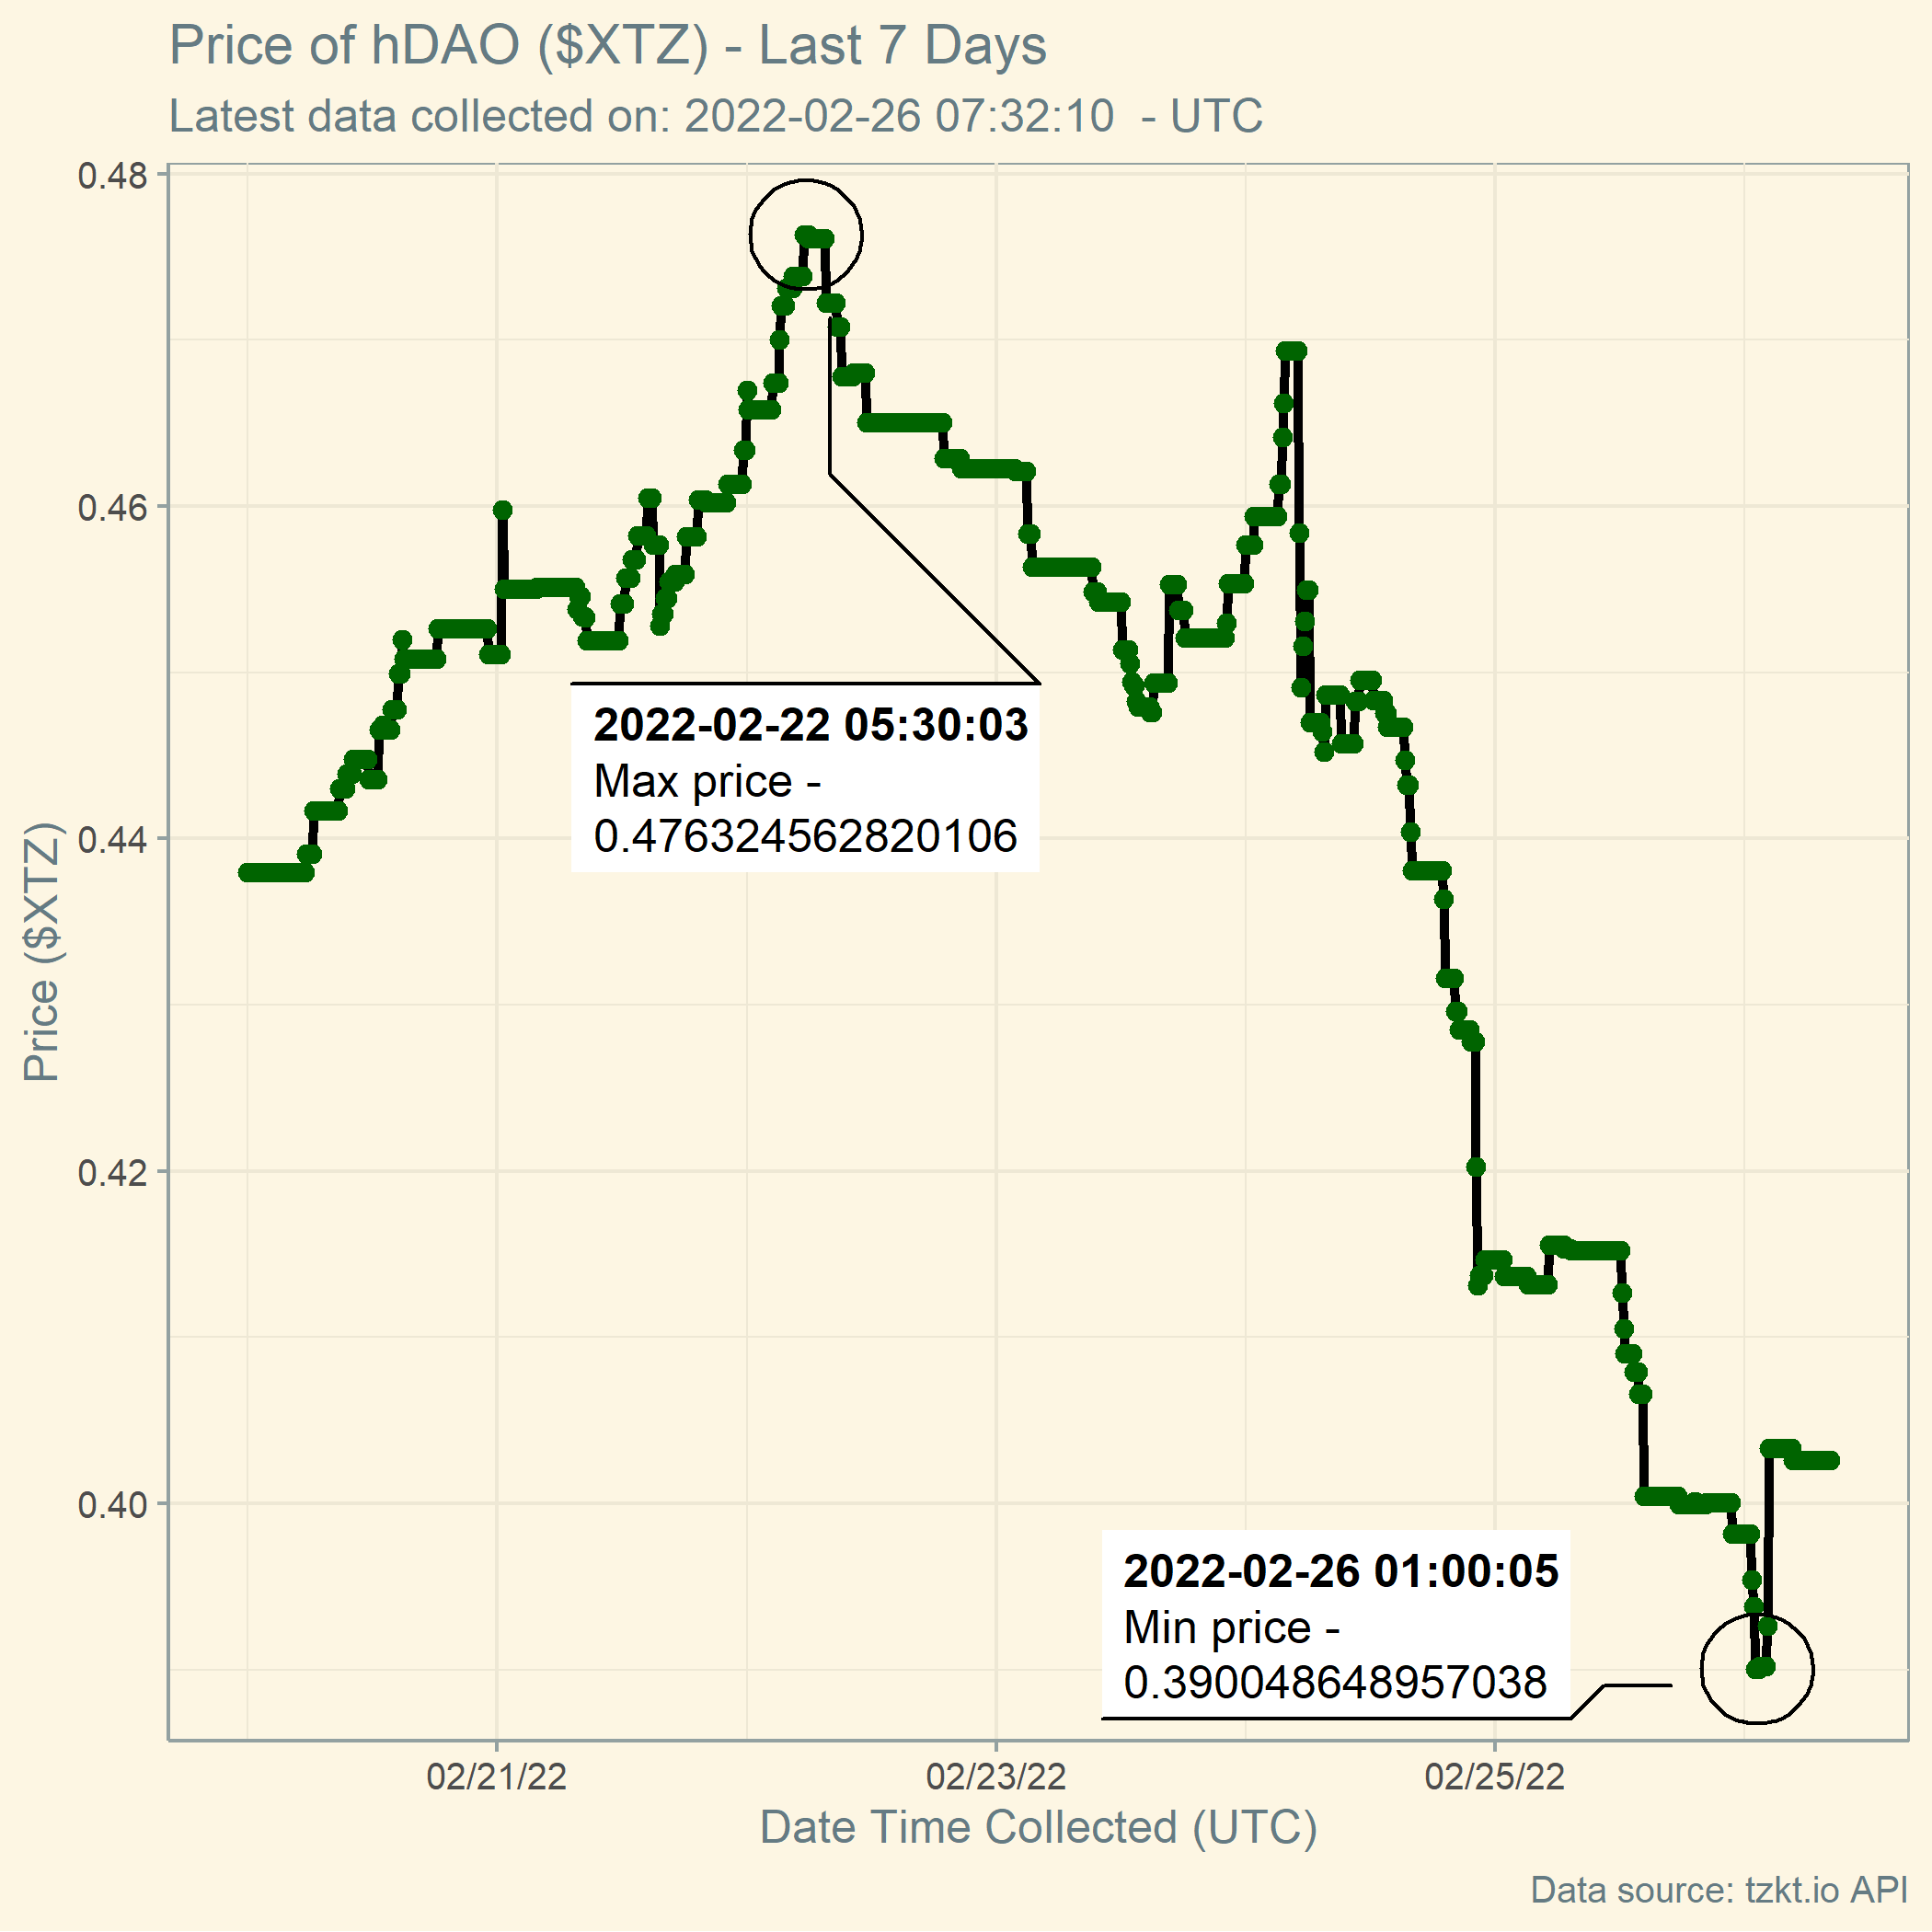 Price of hDAO ($XTZ) - Last 7 Days
Latest data collected on: 2022-02-26 07:32:10  - UTC
Price ($XTZ)
0.48
0.46
0.44
0.42
0.40
2022-02-22 05:30:03
Max price -
0.476324562820106
2022-02-26 01:00:05
Min price -
0.390048648957038
02/21/22
02/23/22
02/25/22
Date Time Collected (UTC)
Data source: tzkt.io API